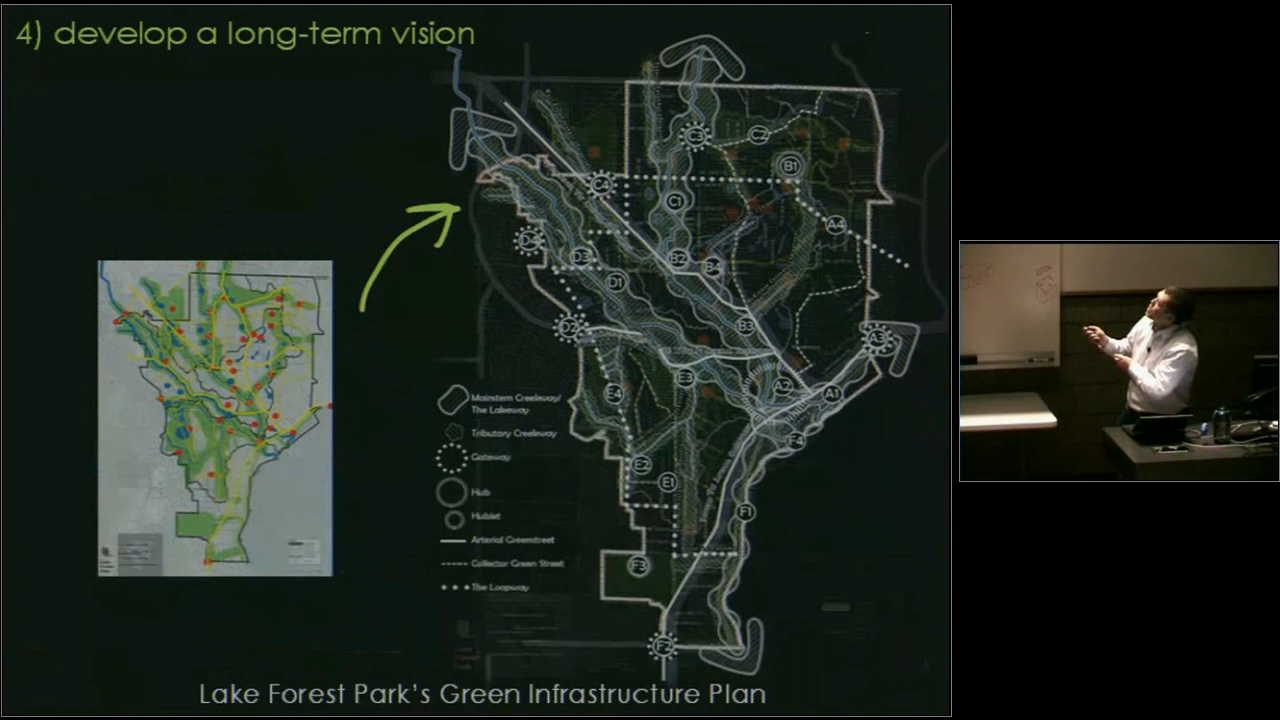 4) develop a long-term vision
C3
C2
B1
C4
C1
A4
D4
D3
B2
B4
D1
D2
B3
A3
E3
A2
A1
E4
F4
E2
E1
F1
F3
F2
Mainstem Creekway/
The Lakeway
Tributary Creekway
Gateway
Hub
Hublet
Arterial Greenstreet
Collector Green Street
The Loopway
Lake Forest Park's Green Infrastructure Plan